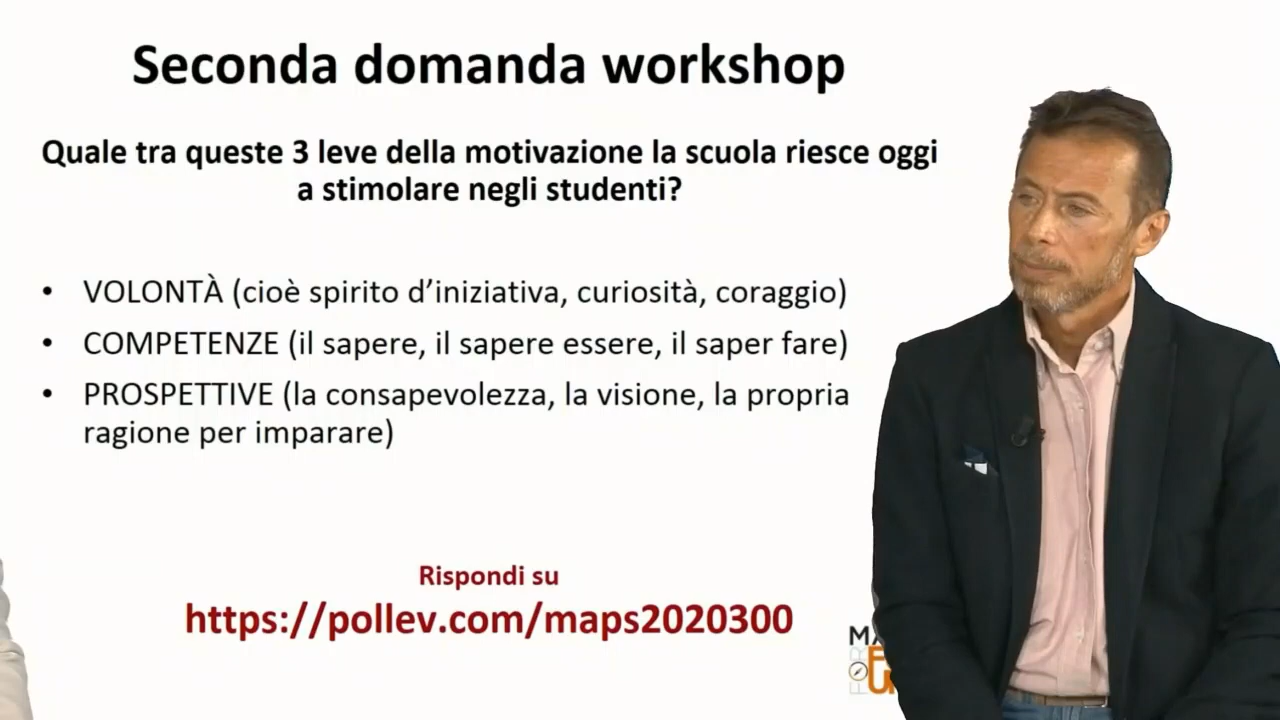 Seconda domanda workshop
Quale tra queste 3 leve della motivazione la scuola riesce oggi
a stimolare negli studenti?
• VOLONTÀ (cioè spirito d'iniziativa, curiosità, coraggio)
• COMPETENZE (il sapere, il sapere essere, il saper fare)
• PROSPETTIVE (la consapevolezza, la visione, la propria
ragione per imparare)
Rispondi su
https://pollev.com/maps2020300
MA
FOR